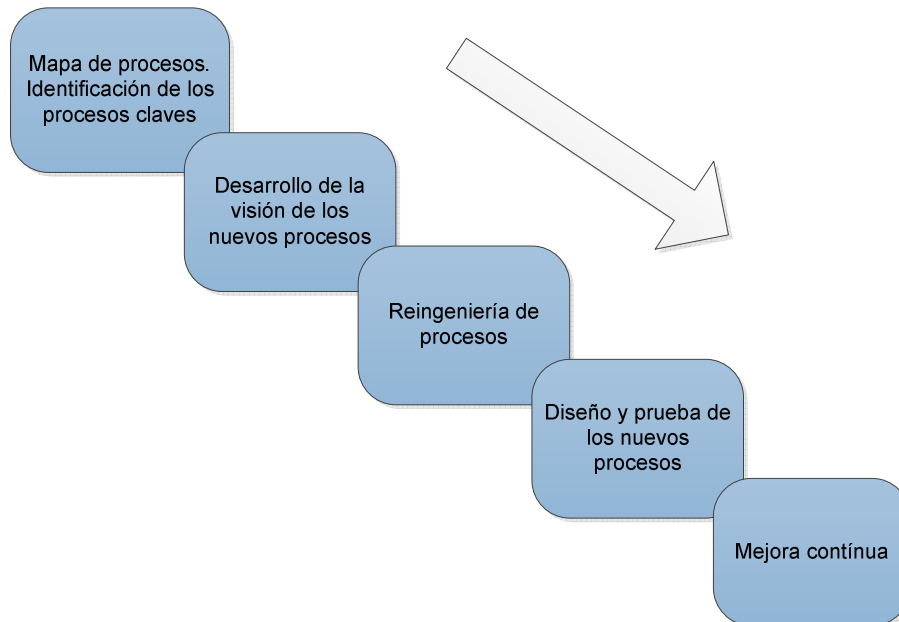 Mapa de procesos.
Identificación de los
procesos claves
Desarrollo de la
visión de los
nuevos procesos
Reingeniería de
procesos
Diseño y prueba de
los nuevos
procesos
Mejora contínua